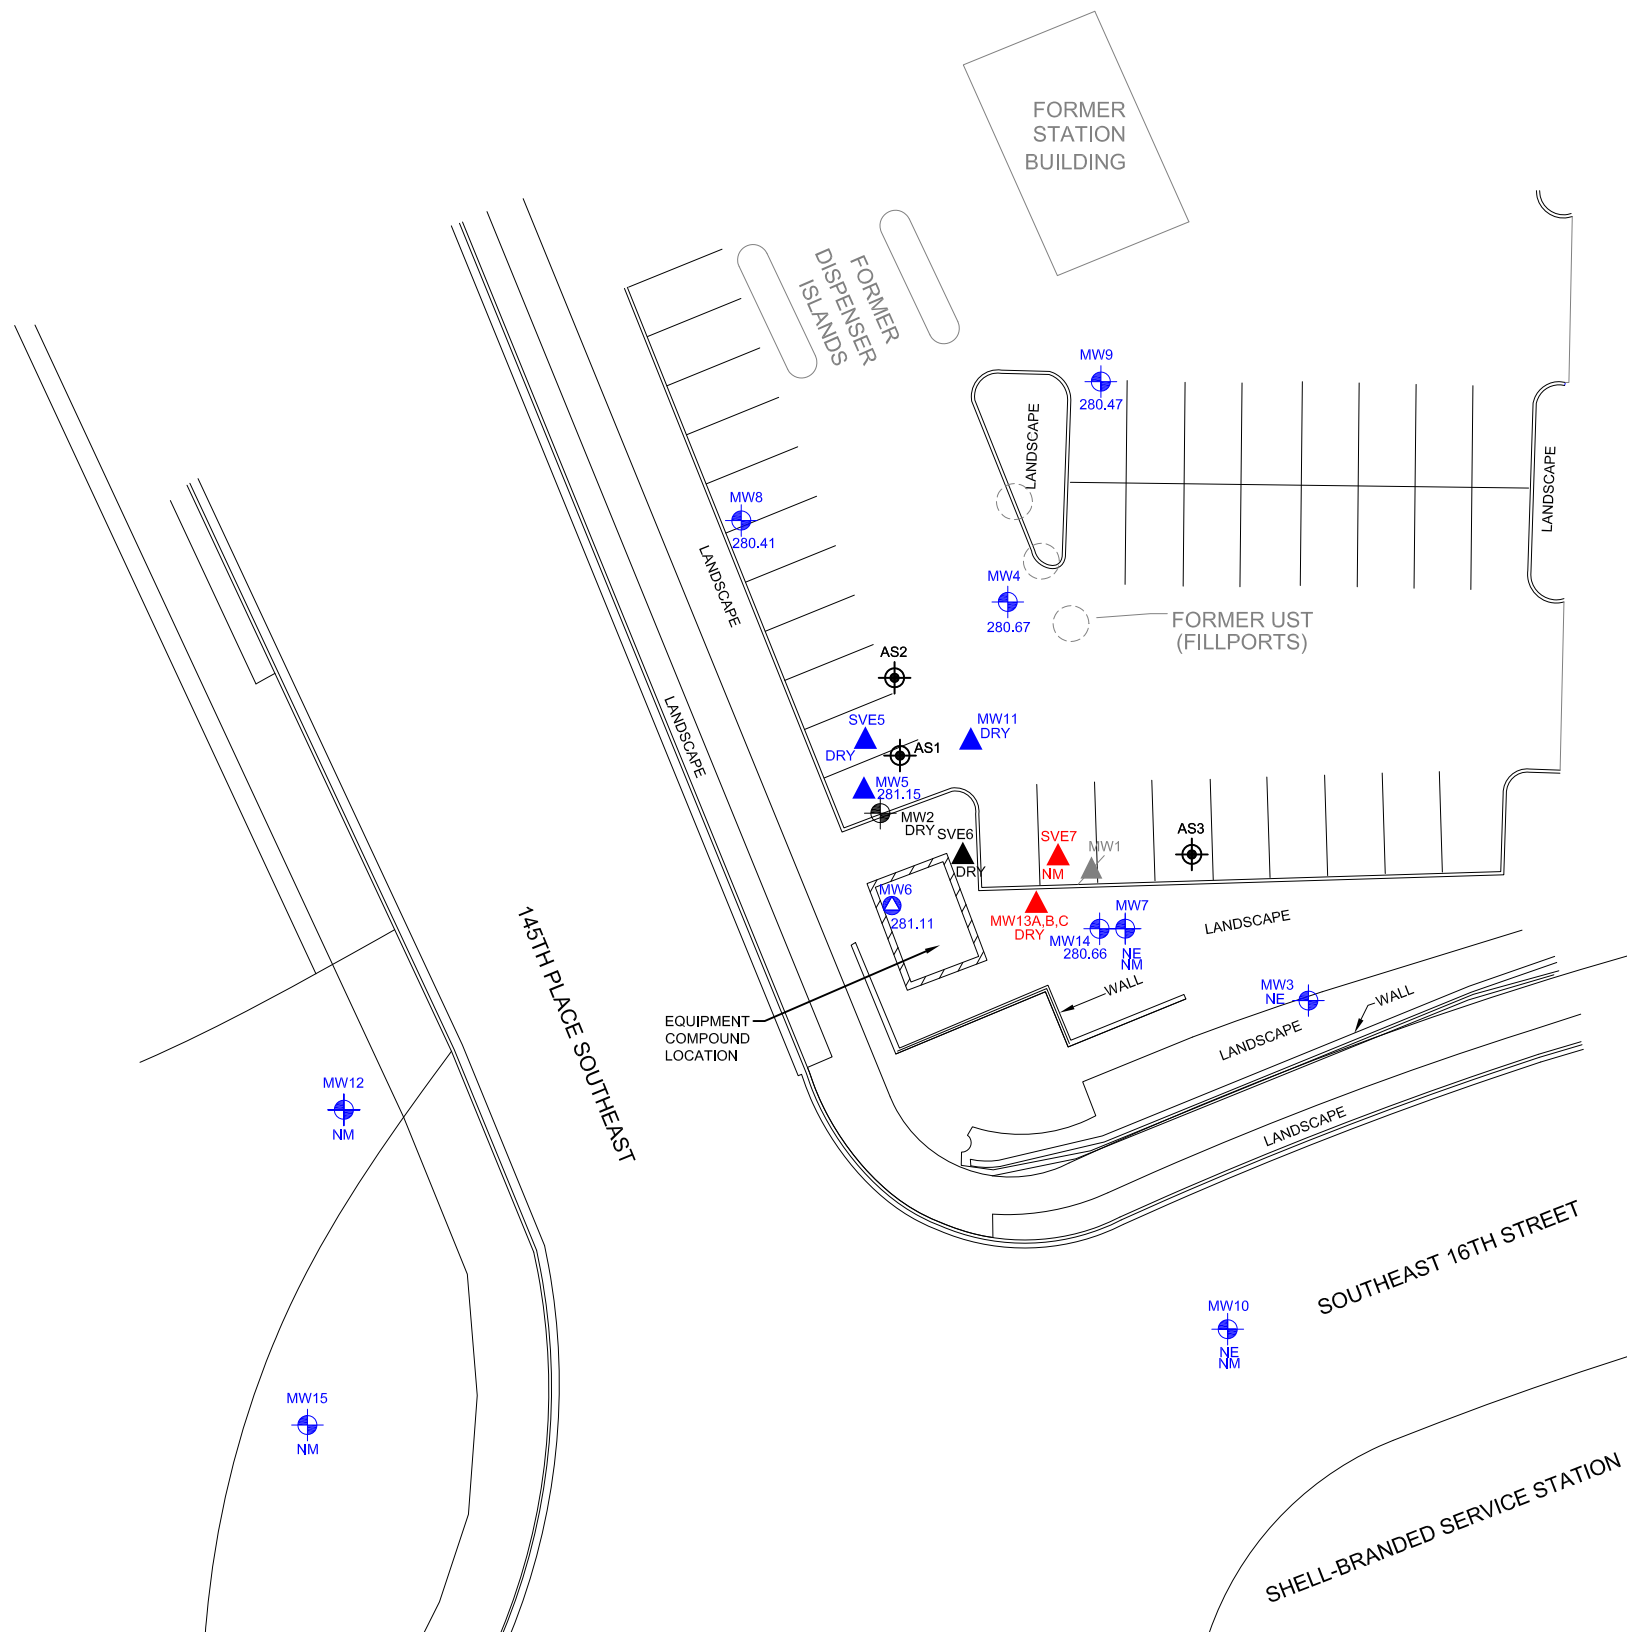 FORMER
STATION
BUILDING
FORMER
DISPENSER
ISLANDS
MW9
280.47
LANDSCAPE
LANDSCAPE
MW8
280.41
LANDSCAPE
MW4
280.67
FORMER UST
(FILLPORTS)
AS2
LANDSCAPE
SVE5
DRY
MW11
DRY
AS1
MW5
281.15
MW2
DRY
SVE6
DRY
SVE7
NM
MW1
AS3
MW6
281.11
MW13A,B,C
DRY
MW14
280.66
MW7
NE
NM
LANDSCAPE
145TH PLACE SOUTHEAST
WALL
MW3
NE
WALL
EQUIPMENT
COMPOUND
LOCATION
LANDSCAPE
MW12
NM
LANDSCAPE
SOUTHEAST 16TH STREET
MW10
NE
NM
MW15
NM
SHELL-BRANDED SERVICE STATION